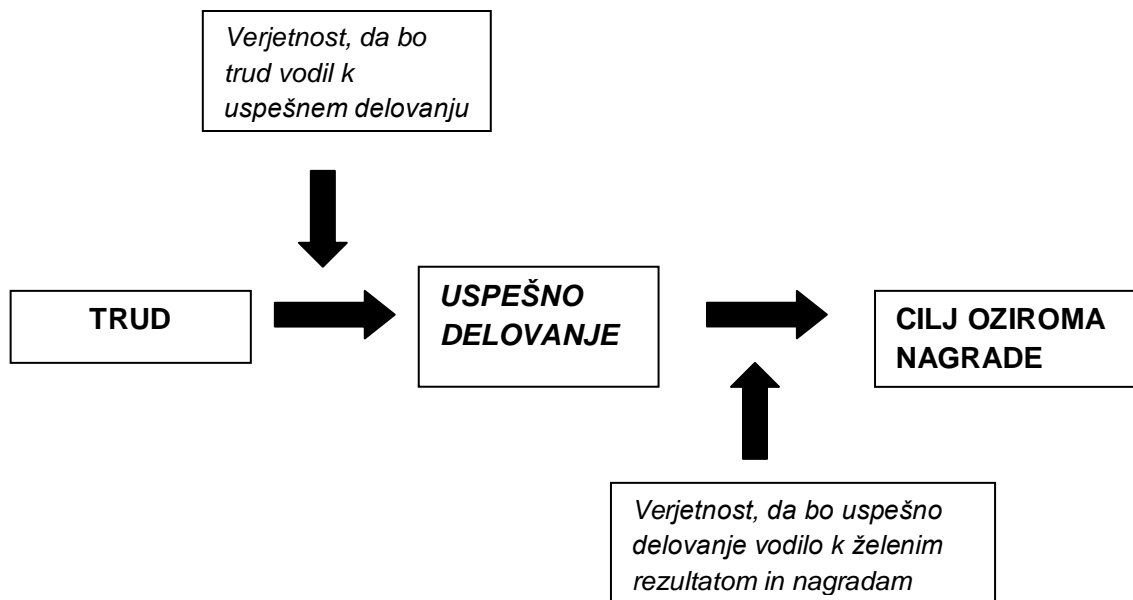 Verjetnost, da bo
trud vodil k
uspešnem delovanju
TRUD
USPEŠNO
DELOVANJE
CILJ OZIROMA
NAGRADE
Verjetnost, da bo uspešno
delovanje vodilo k želenim
rezultatom in nagradam